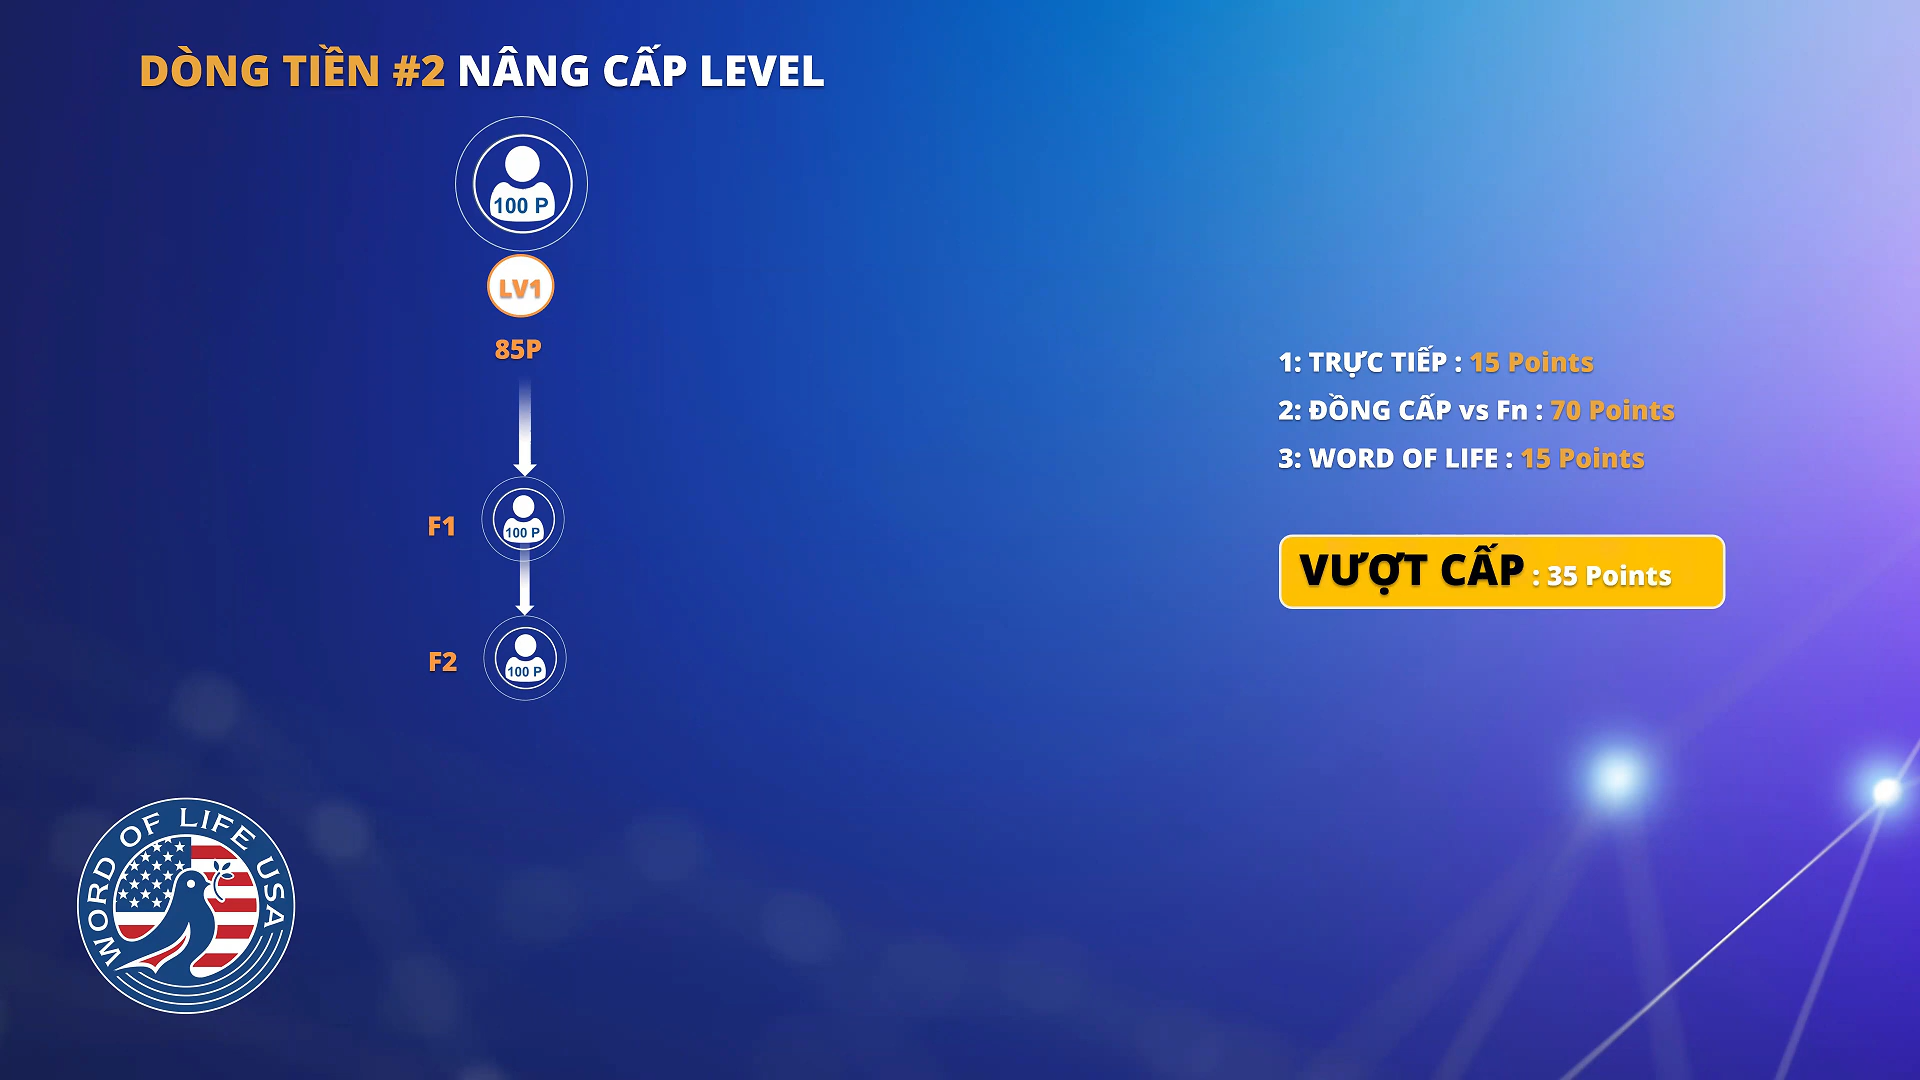 DÒNG TIỀN #2 NÂNG CẤP LEVEL
100 P
LV1
85P
F1
100 P
F2
100 P
1: TRỰC TIẾP : 15 Points
2: ĐỒNG CẤP vs Fn : 70 Points
3: WORD OF LIFE : 15 Points
VƯỢT CẤP : 35 Points
WORD OF LIFE USA